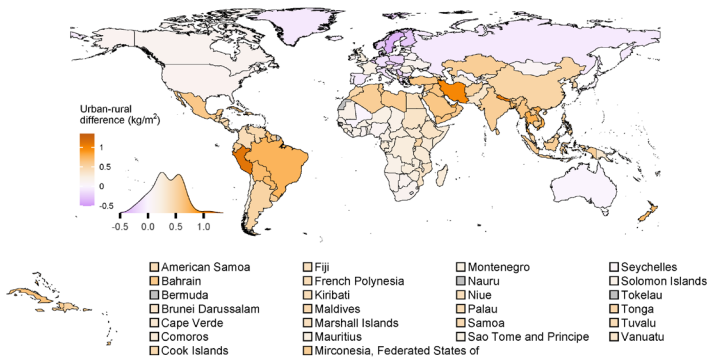 Urban-rural
difference (kg/m²)
1.0
0.5
0.0
-0.5
-0.5 0.0 0.5 1.0
American Samoa
Bahrain
Bermuda
Brunei Darussalam
Cape Verde
Comoros
Cook Islands
Fiji
French Polynesia
Kiribati
Maldives
Marshall Islands
Mauritius
Mirconesia, Federated States of
Montenegro
Nauru
Niue
Palau
Samoa
Sao Tome and Principe
Seychelles
Solomon Islands
Tokelau
Tonga
Tuvalu
Vanuatu